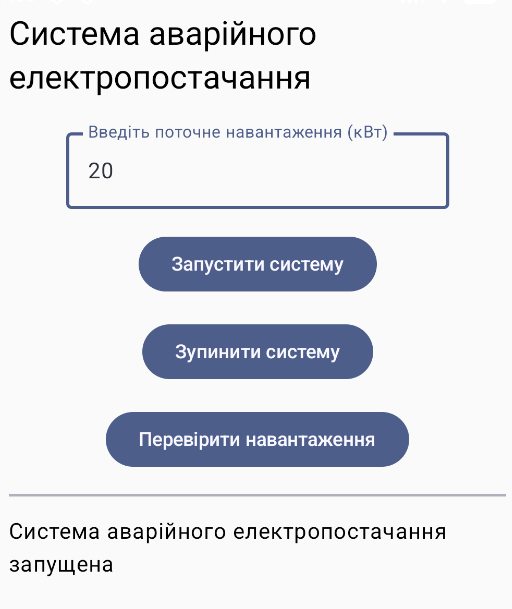 Система аварійного
електропостачання
Введіть поточне навантаження (кВт)
20
Запустити систему
Зупинити систему
Перевірити навантаження
Система аварійного електропостачання
запущена